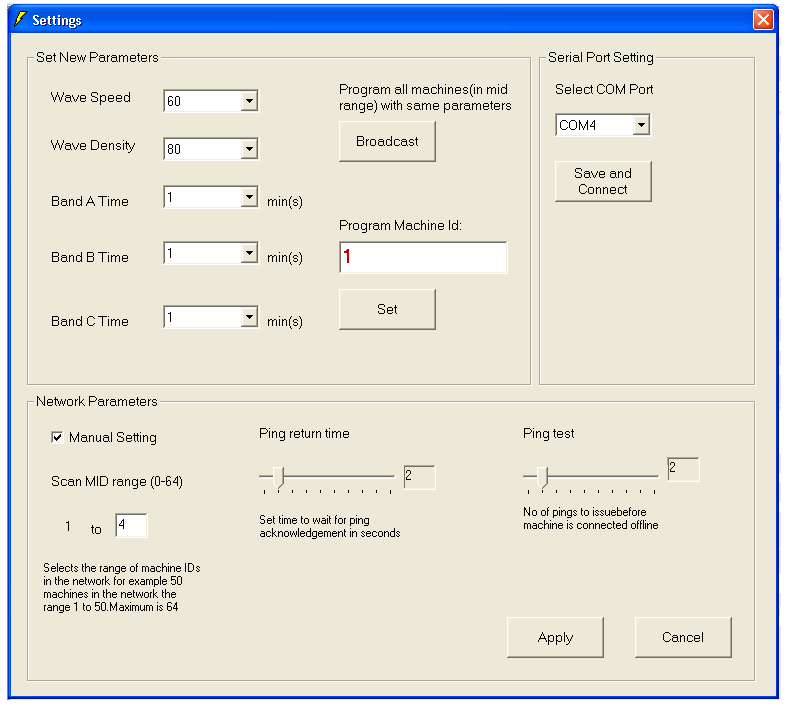 Settings
Set New Parameters
Wave Speed
60
Wave Density
80
Band A Time
1
min(s)
Band B Time
1
min(s)
Band C Time
1
min(s)
Program all machines(in mid
range) with same parameters
Broadcast
Program Machine Id:
1
Set
Serial Port Setting
Select COM Port
COM4
Save and
Connect
Network Parameters
Manual Setting
Scan MID range (0-64)
1 to 4
Selects the range of machine IDs
in the network for example 50
machines in the network the
range 1 to 50.Maximum is 64
Ping return time
2
Set time to wait for ping
acknowledgement in seconds
Ping test
2
No of pings to issuebefore
machine is connected offline
Apply
Cancel